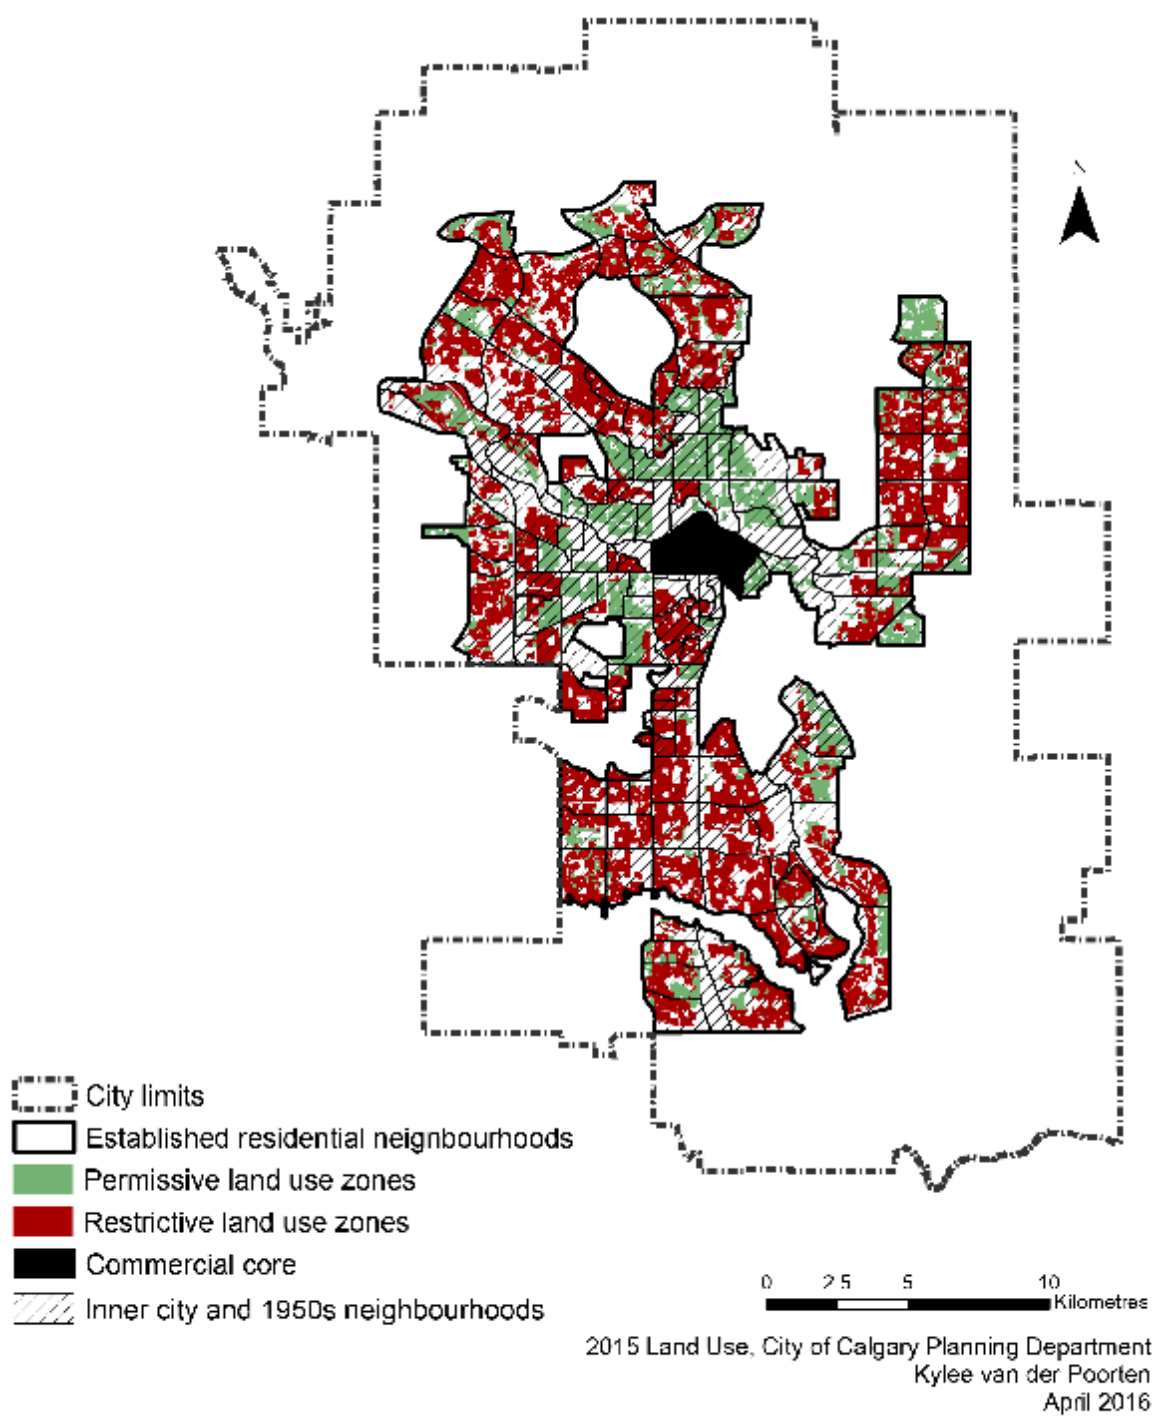 City limits
Established residential neignbourhoods
Permissive land use zones
Restrictive land use zones
Commercial core
Inner city and 1950s neighbourhoods
0 2.5 5 10
Kilometres
2015 Land Use, City of Calgary Planning Department
Kylee van der Poorten
April 2016